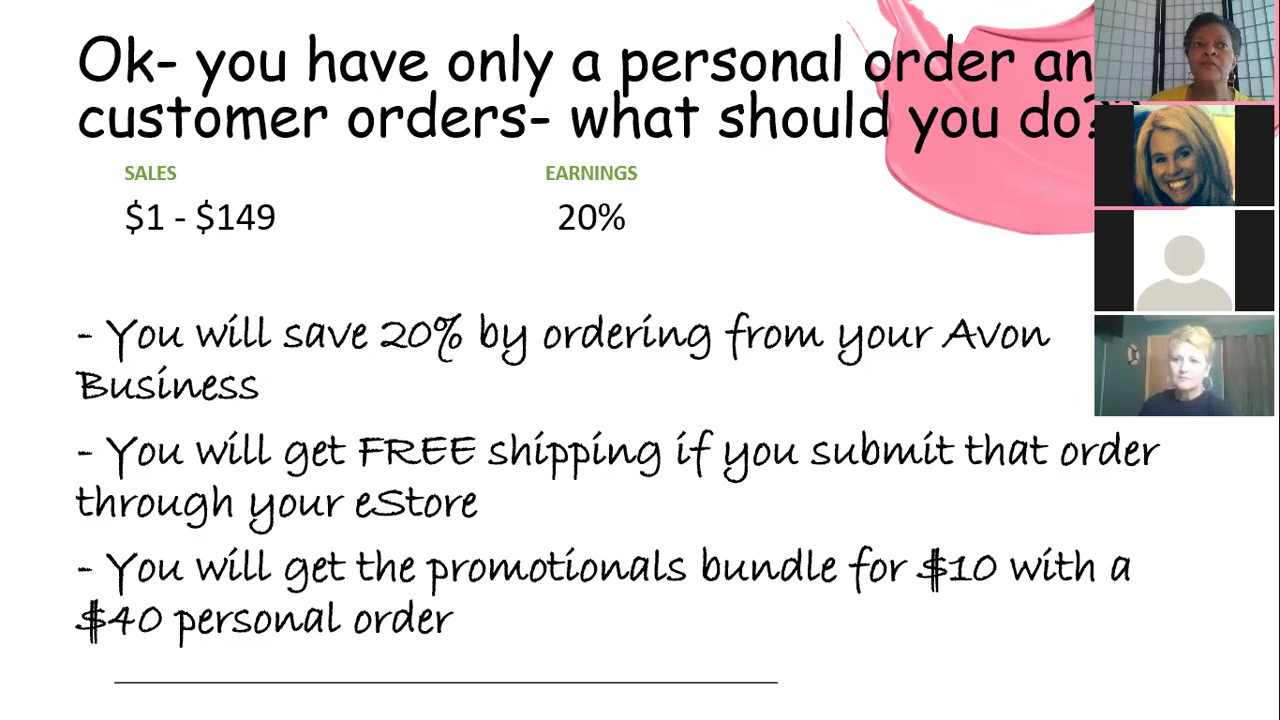 Ok- you have only a personal order an
customer orders- what should you do?
SALES EARNINGS
$1 - $149 20%
- You will save 20% by ordering from your Avon
Business
- You will get FREE shipping if you submit that order
through your eStore
- You will get the promotionals bundle for $10 with a
$40 personal order